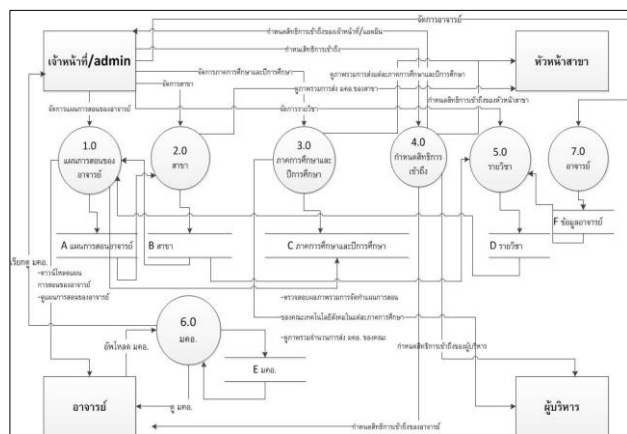 จัดการอาจารย์
กำหนดสิทธิการเข้าถึงของเจ้าหน้าที่/แอดมิน
เจ้าหน้าที่/admin
กำหนดสิทธิการเข้าถึง
หัวหน้าสาขา
จัดการภาคการศึกษาและปีการศึกษา
ดูภาพรวมการส่งแต่ละภาคการศึกษาและปีการศึกษา
จัดการสาขา
ดูภาพรวมการส่ง มคอ. ของสาขา
จัดการรายวิชา
กำหนดสิทธิการเข้าถึงของหัวหน้าสาขา
จัดการแผนการสอนของอาจารย์
1.0
แผนการสอนของ
อาจารย์
2.0
สาขา
3.0
ภาคการศึกษาและ
ปีการศึกษา
4.0
กำหนดสิทธิการ
เข้าถึง
5.0
รายวิชา
7.0
อาจารย์
F ข้อมูลอาจารย์
A แผนการสอนอาจารย์
B สาขา
C ภาคการศึกษาและปีการศึกษา
D รายวิชา
เรียกดู มคอ.
-ดาวน์โหลดแผน
การสอนของอาจารย์
-ดูแผนการสอนของอาจารย์
-ตรวจสอบผลภาพรวมการจัดทำแผนการสอน
ของคณะเทคโนโลยีสังคมในแต่ละภาคการศึกษา
-ดูภาพรวมจำนวนการส่ง มคอ. ของคณะ
6.0
มคอ.
อัพโหลด มคอ.
กำหนดสิทธิการเข้าถึงของผู้บริหาร
E มคอ.
อาจารย์
ดู มคอ.
ผู้บริหาร
กำหนดสิทธิการเข้าถึงของอาจารย์